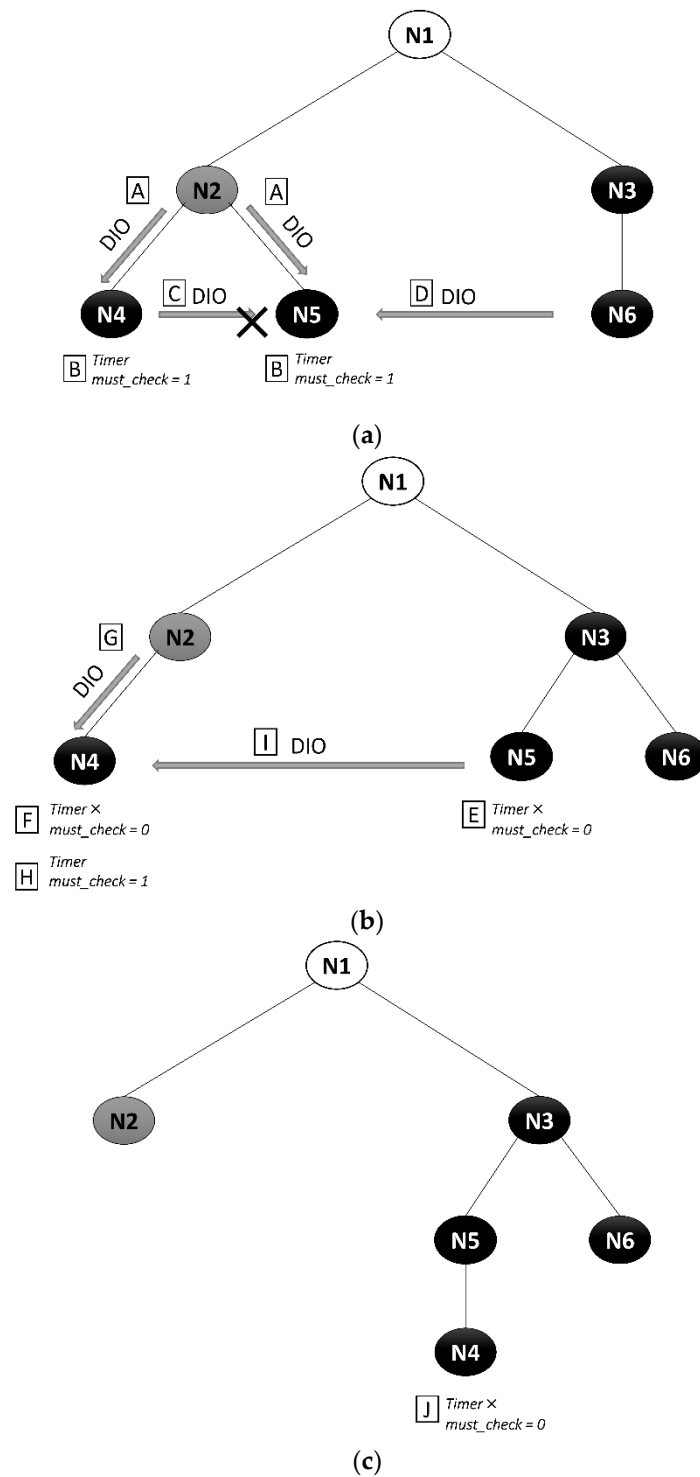 N1
A N2 A N3
DIO DIO
C DIO D DIO
N4 N5 N6
B Timer
must_check = 1
B Timer
must_check = 1
(a)
N1
G N2 N3
DIO
I DIO
N4 N5 N6
F Timer ×
must_check = 0
E Timer ×
must_check = 0
H Timer
must_check = 1
(b)
N1
N2 N3
N5 N6
N4
J Timer ×
must_check = 0
(c)